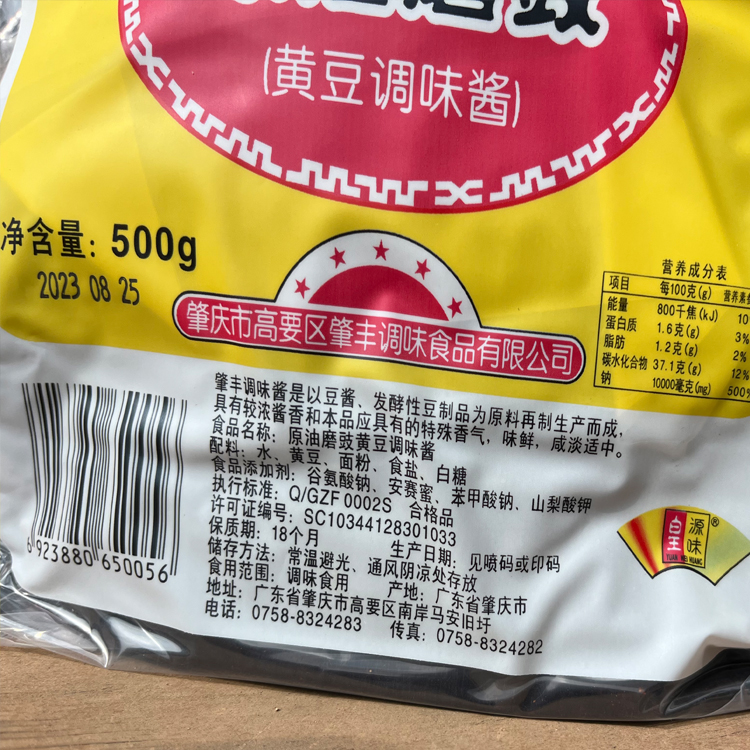 (黄豆调味酱)
净含量: 500g
2023 08 25
肇庆市高要区肇丰调味食品有限公司
营养成分表
项目 每100克(g) 营养素
能量 800千焦(kJ) 10
蛋白质 1.6克(g) 3%
脂肪 1.2克(g) 2%
碳水化合物 37.1克(g) 12%
钠 10000毫克(mg) 500%
肇丰调味酱是以豆酱、发酵性豆制品为原料再制生产而成,
具有较浓酱香和本品应具有的特殊香气,味鲜,咸淡适中。
食品名称: 原油磨豉黄豆调味酱
配料: 水、黄豆、面粉、食盐、白糖
食品添加剂: 谷氨酸钠、安赛蜜、苯甲酸钠、山梨酸钾
执行标准: Q/GZF 0002S 合格品
许可证编号: SC10344128301033
保质期: 18个月 生产日期: 见喷码或印码
储存方法: 常温避光、通风阴凉处存放
食用范围: 调味食用 产地: 广东省肇庆市
地址: 广东省肇庆市高要区南岸马安旧圩
电话: 0758-8324283 传真: 0758-8324282
6 923880 650056
皇 源味®
YUAN WEI HUANG